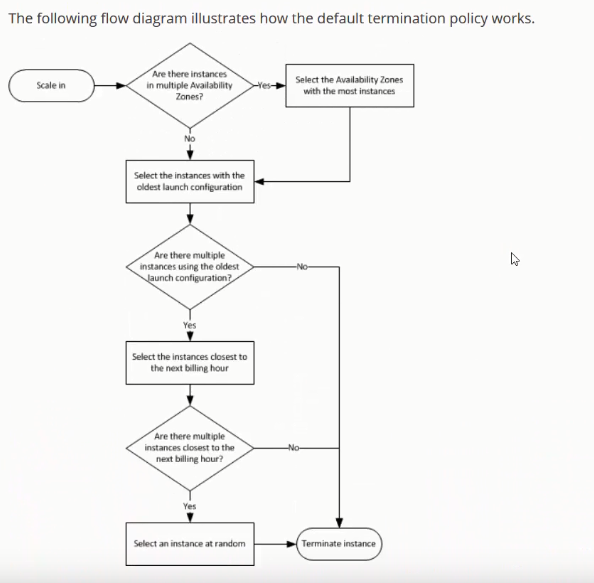 The following flow diagram illustrates how the default termination policy works.
Scale in
Are there instances
in multiple Availability
Zones?
Yes
Select the Availability Zones
with the most instances
No
Select the instances with the
oldest launch configuration
Are there multiple
instances using the oldest
launch configuration?
No
Yes
Select the instances closest to
the next billing hour
Are there multiple
instances closest to the
next billing hour?
No
Yes
Select an instance at random
Terminate instance